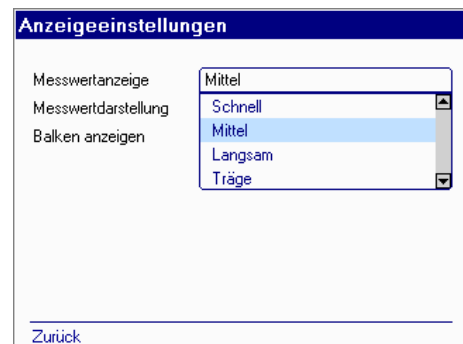 Anzeigeeinstellungen
Messwertanzeige Mittel
Messwertdarstellung Schnell
Balken anzeigen Mittel
Langsam
Träge
Zurück